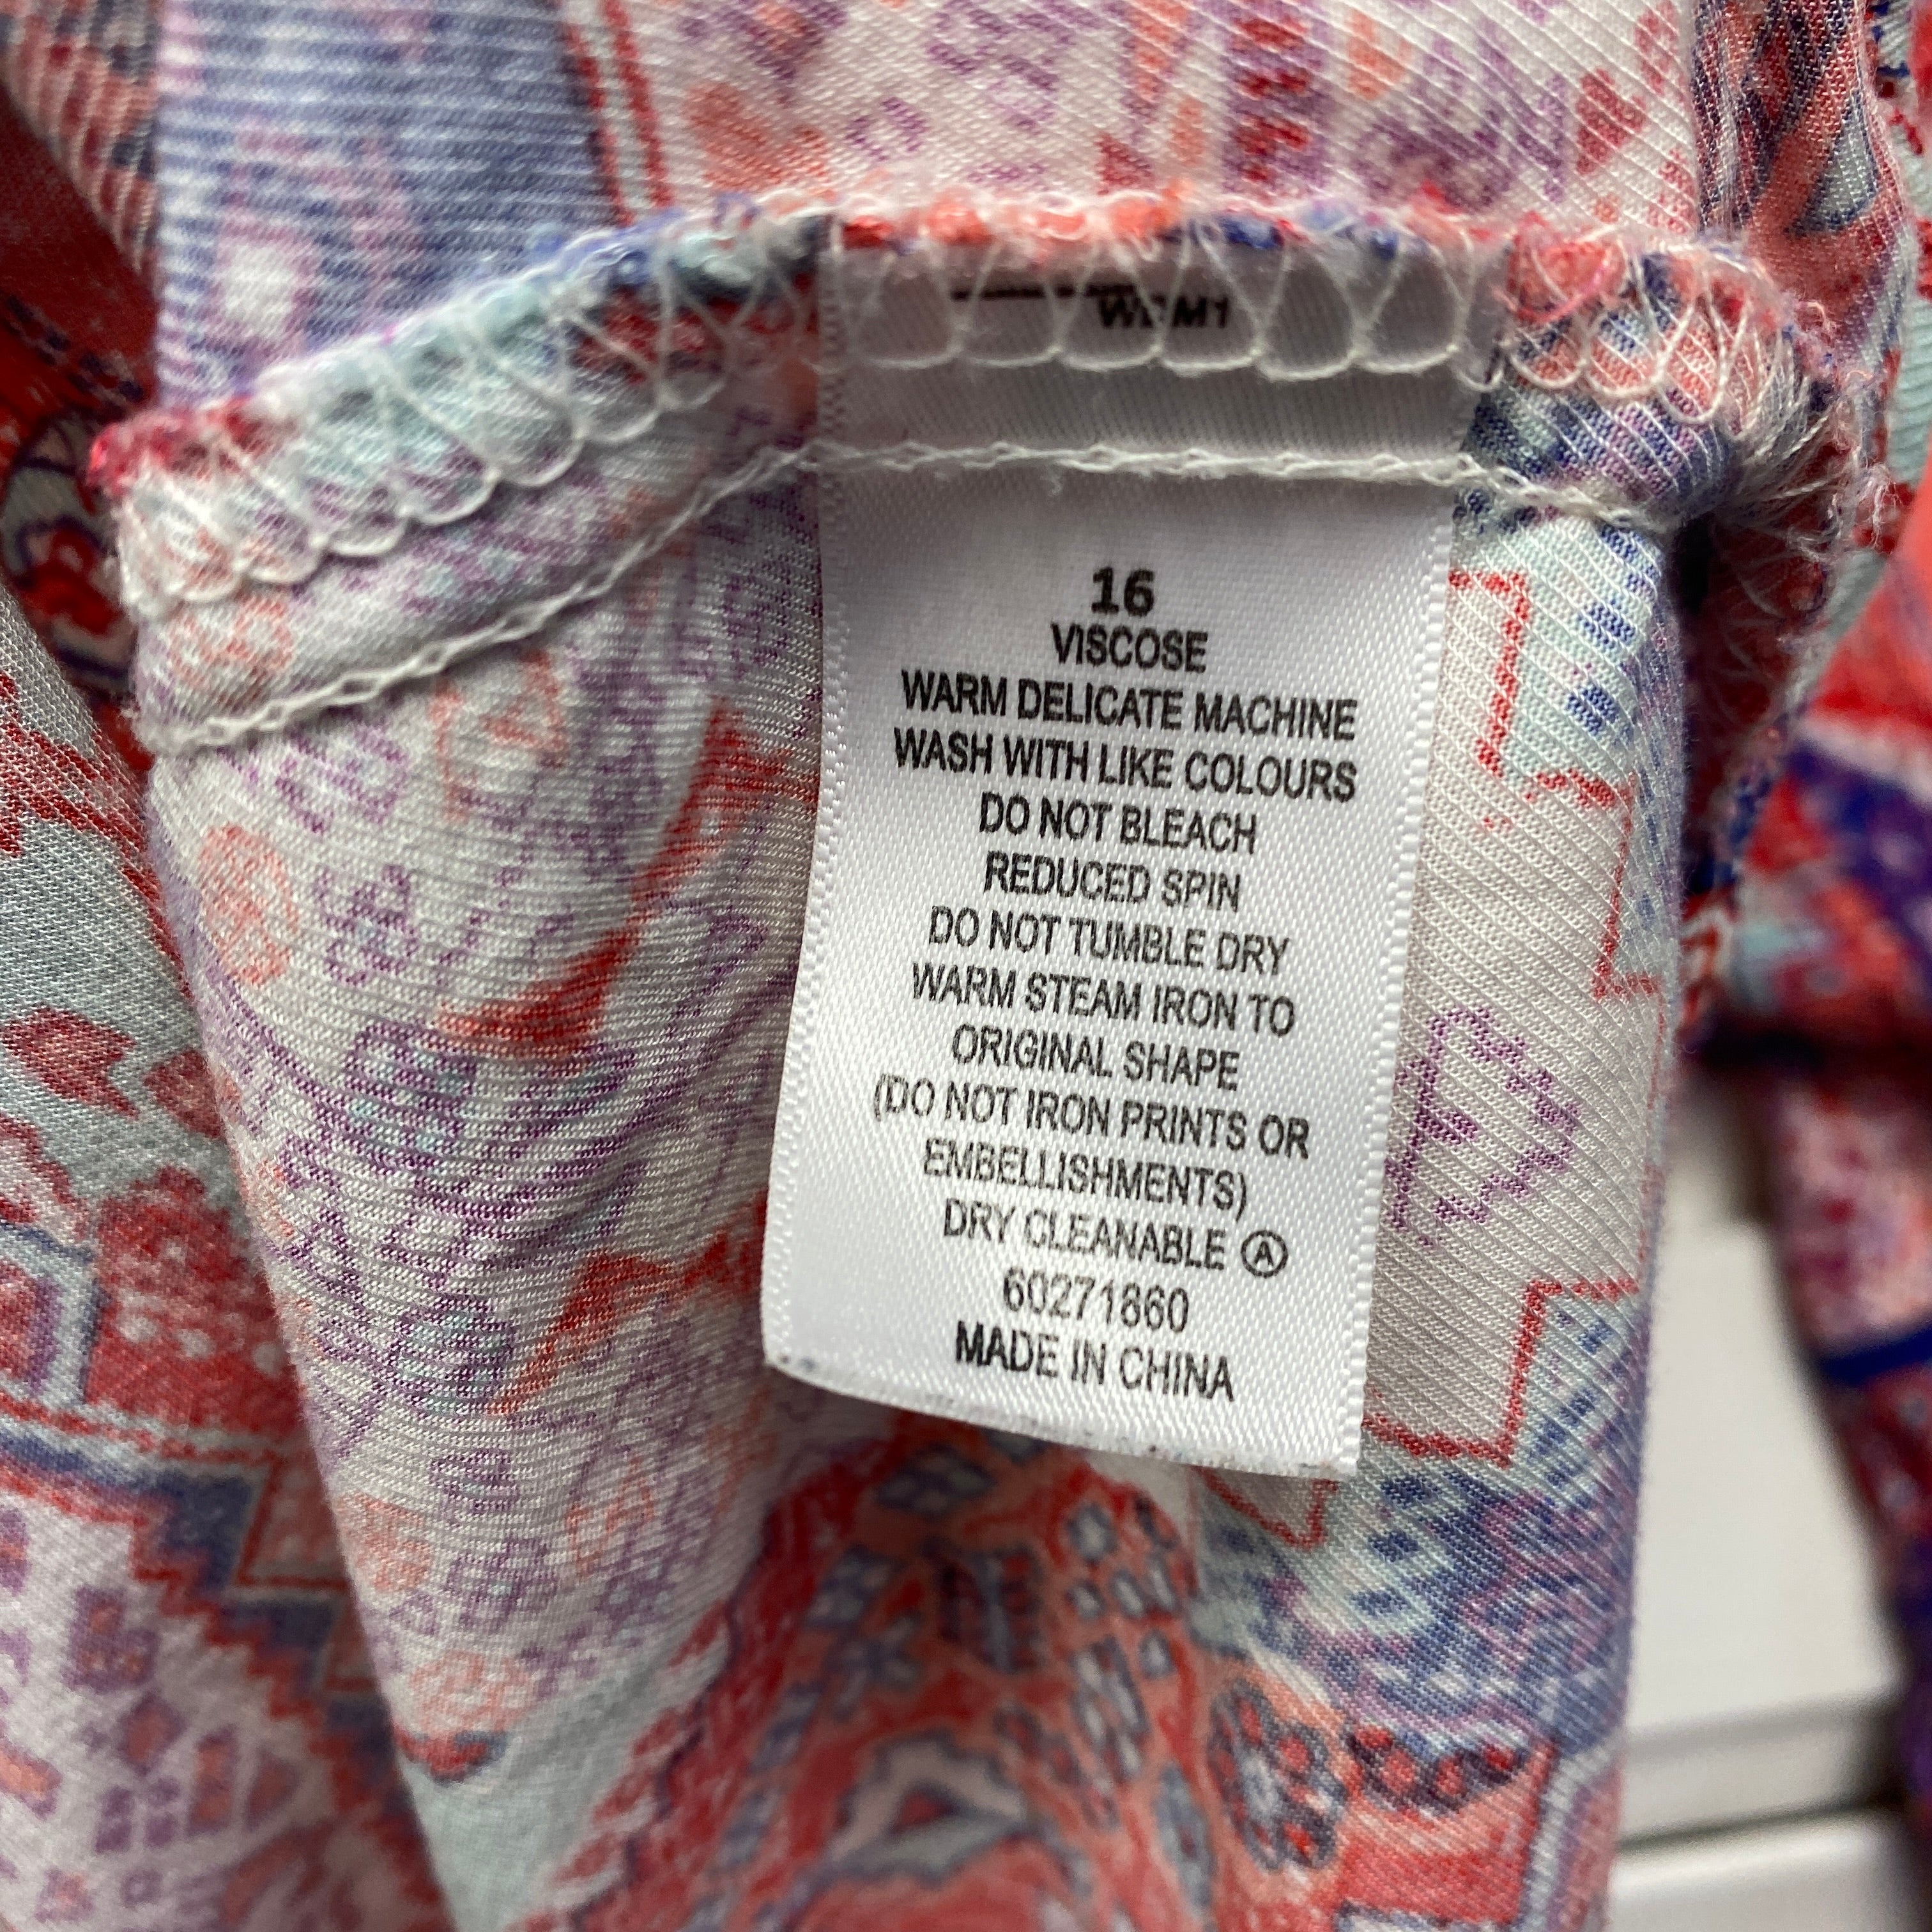 16
VISCOSE
WARM DELICATE MACHINE
WASH WITH LIKE COLOURS
DO NOT BLEACH
REDUCED SPIN
DO NOT TUMBLE DRY
WARM STEAM IRON TO
ORIGINAL SHAPE
(DO NOT IRON PRINTS OR
EMBELLISHMENTS)
DRY CLEANABLE Ⓐ
60271860
MADE IN CHINA